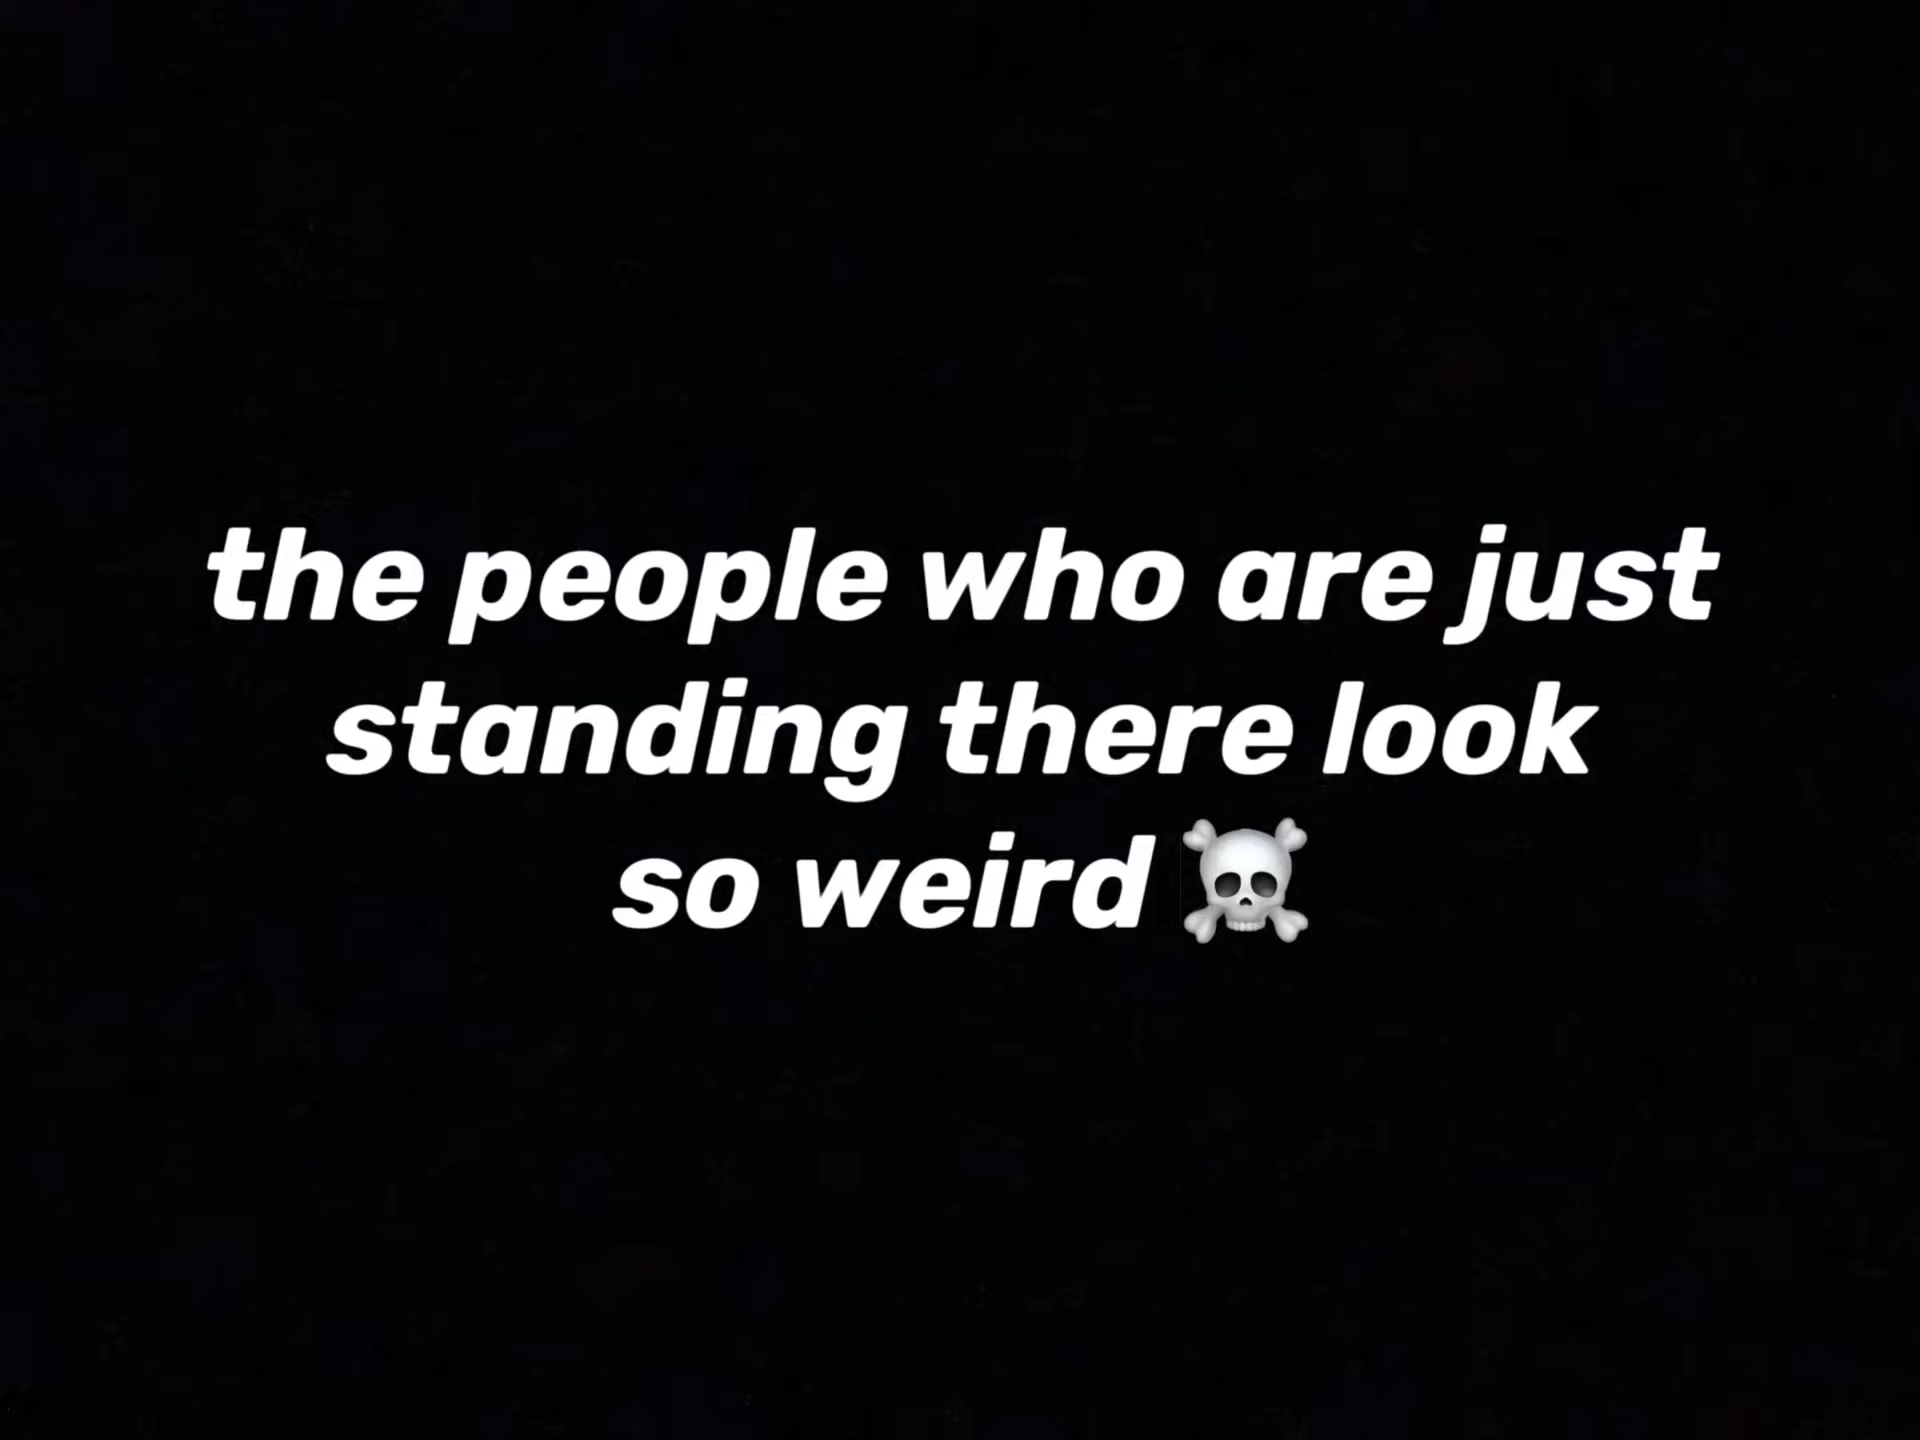 the people who are just
standing there look
so weird ☠️